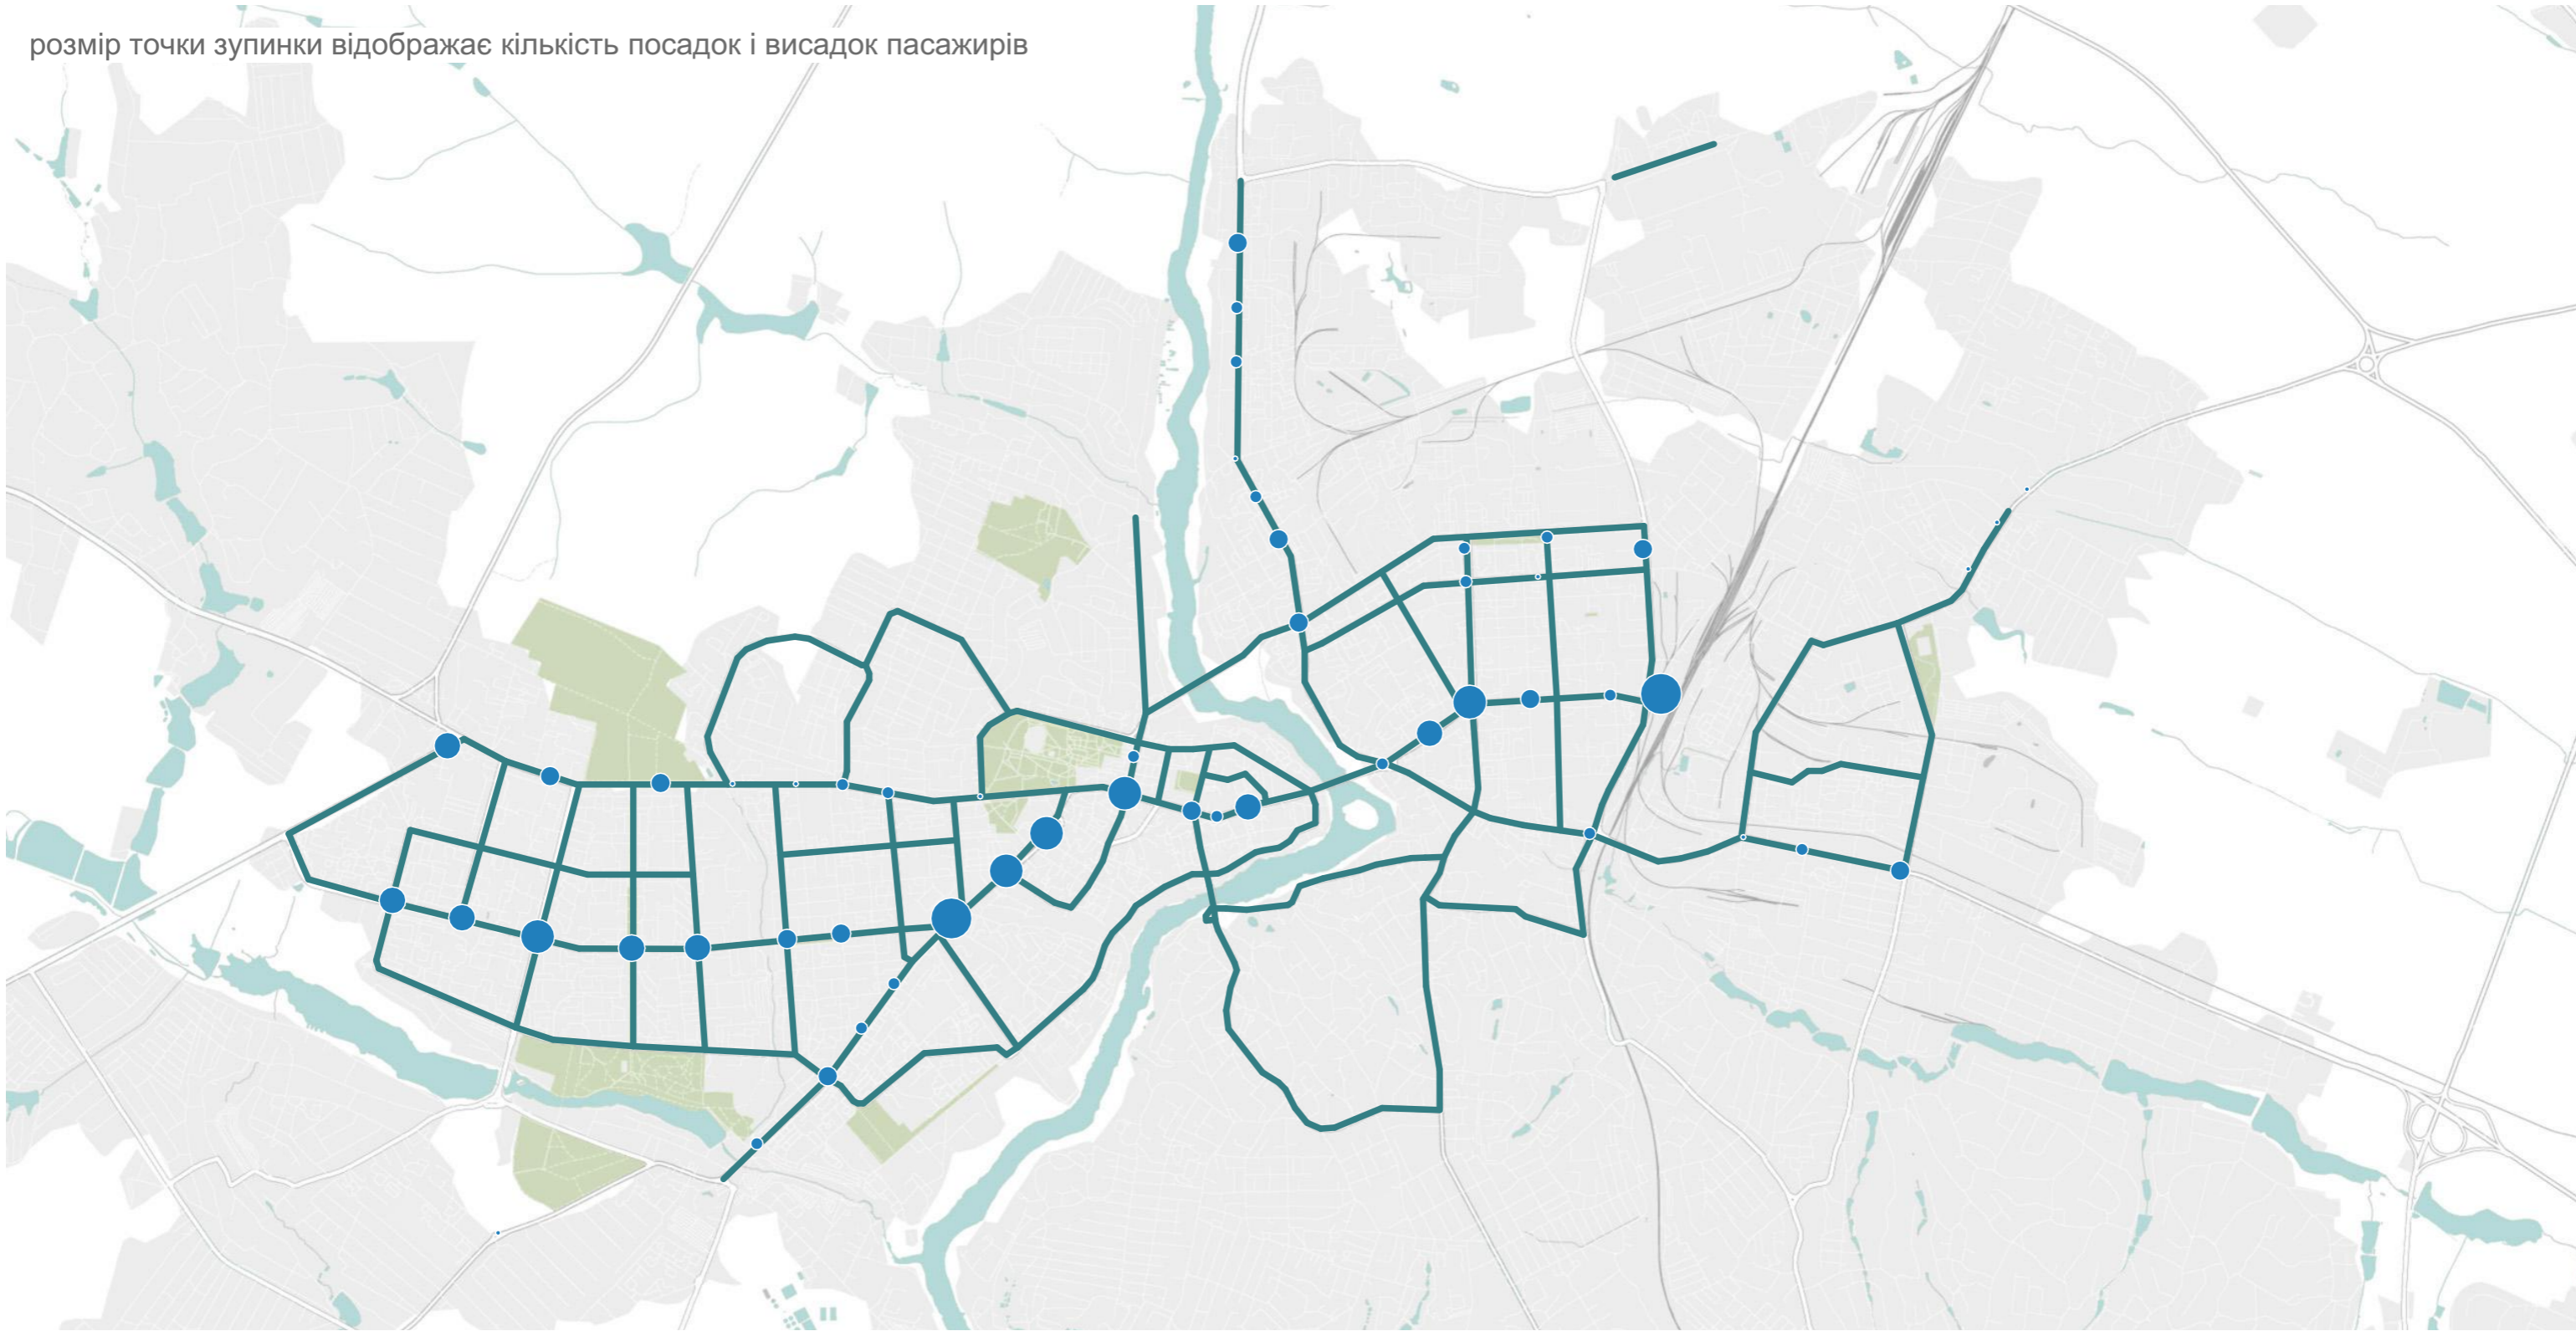 розмір точки зупинки відображає кількість посадок і висадок пасажирів